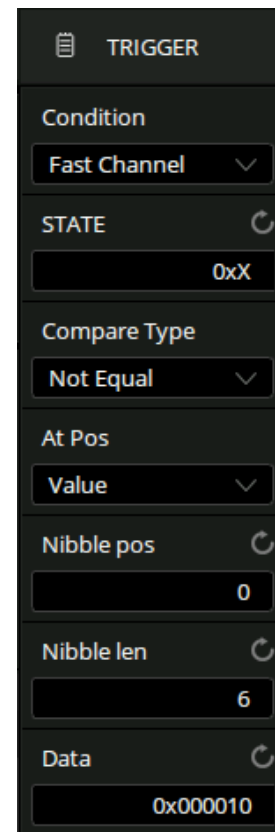 TRIGGER
Condition
Fast Channel
STATE
0xX
Compare Type
Not Equal
At Pos
Value
Nibble pos
0
Nibble len
6
Data
0x000010